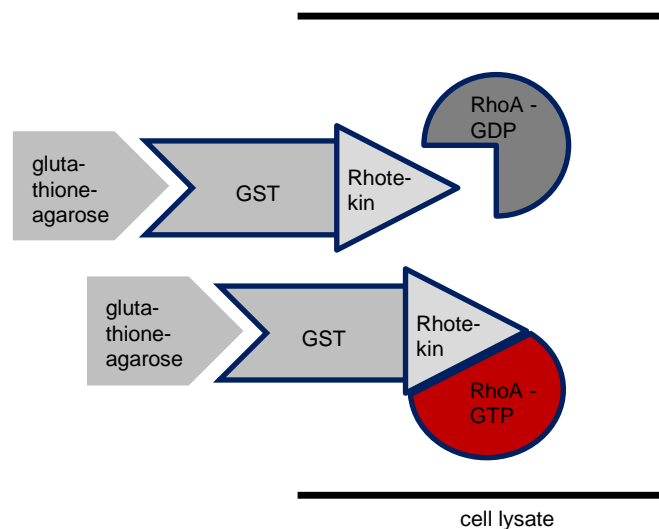 RhoA -
GDP
gluta-
thione-
agarose
GST
Rhote-
kin
gluta-
thione-
agarose
GST
Rhote-
kin
RhoA -
GTP
cell lysate